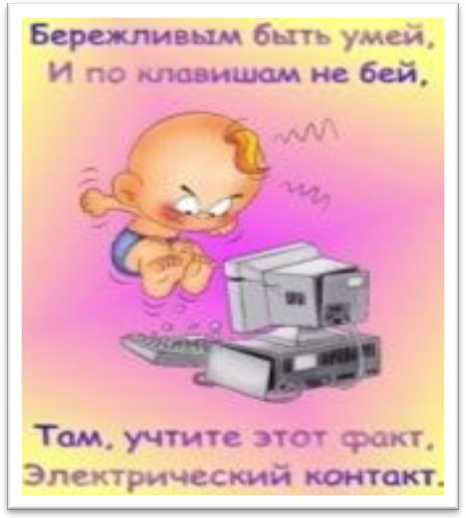 Бережливым быть умей,
И по клавишам не бей,
Там, учтите этот факт,
Электрический контакт.